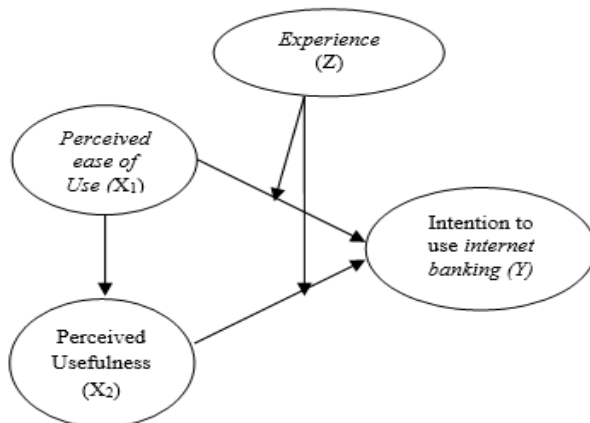 Experience
(Z)
Perceived
ease of
Use (X₁)
Intention to
use internet
banking (Y)
Perceived
Usefulness
(X₂)